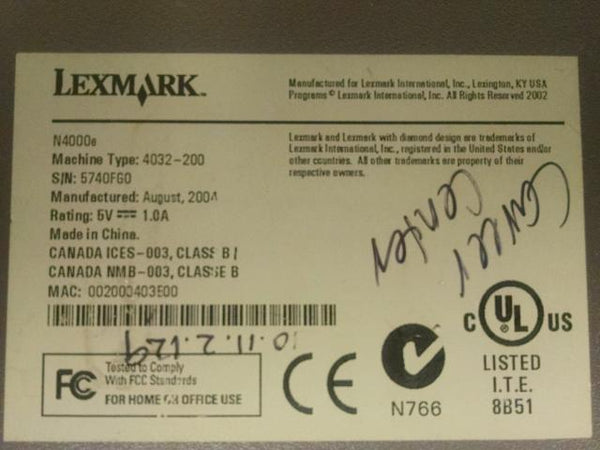 LEXMARK
Manufactured for Lexmark International, Inc., Lexington, KY USA
Programs © Lexmark International, Inc. All Rights Reserved 2002
N4000e
Machine Type: 4032-200
S/N: 5740FG0
Manufactured: August, 2004
Rating: 5V ⎓ 1.0A
Made in China.
CANADA ICES-003, CLASS B /
CANADA NMB-003, CLASSE B
MAC: 002000403E00
Lexmark and Lexmark with diamond design are trademarks of
Lexmark International, Inc., registered in the United States and/or
other countries. All other trademarks are property of their
respective owners.
Career
Center
10.11.2.129
FC
Tested to Comply
With FCC Standards
FOR HOME OR OFFICE USE
CE
N766
C UL US
LISTED
I.T.E.
8B51